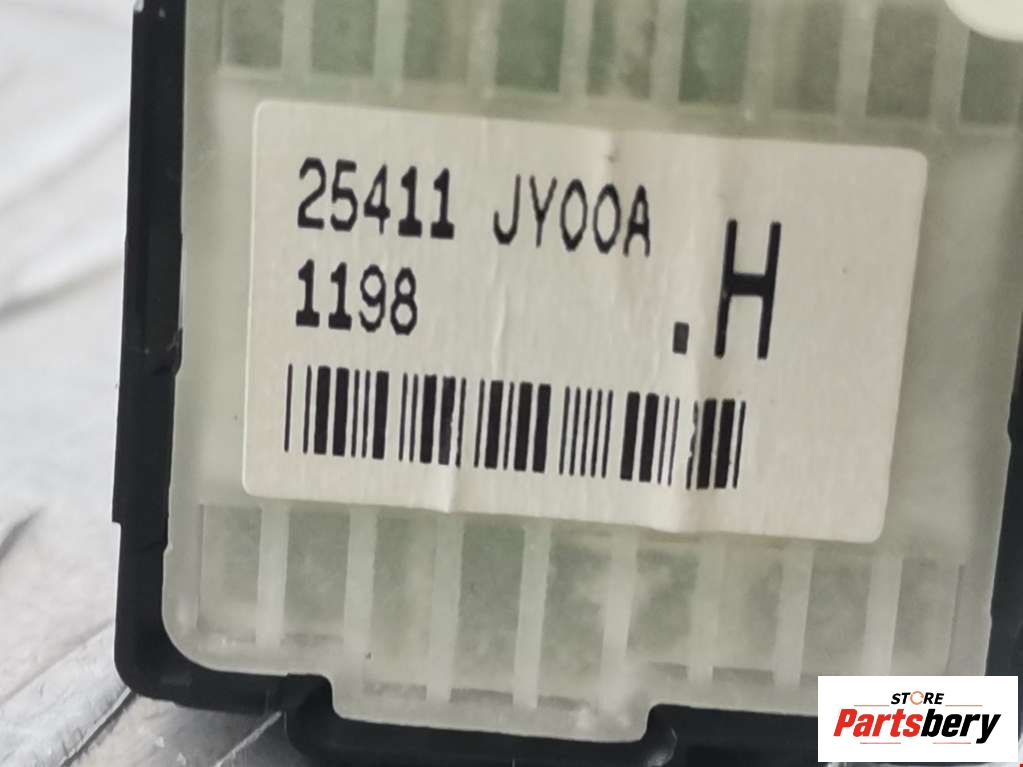 25411 JY00A
1198
.H
STORE
Partsbery